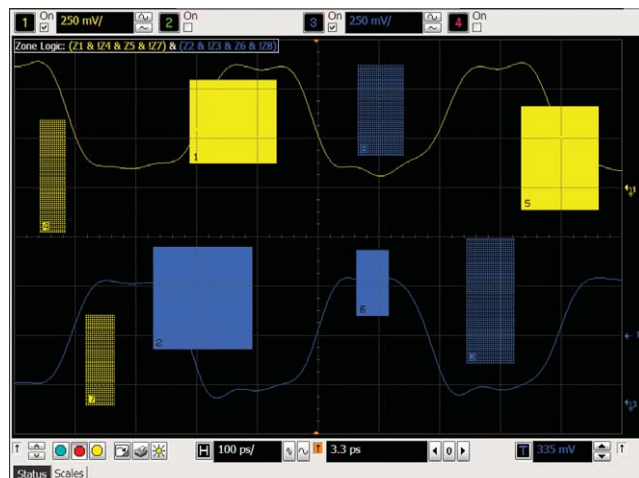 1 On 250 mV/ 2 On 3 On 250 mV/ 4 On
Zone Logic: (Z1 & !Z4 & Z5 & !Z7) & (Z2 & !Z3 & Z6 & !Z8)
1
3
4
5
2
6
8
7
H 100 ps/ 3.3 ps 0 T 335 mV
Status Scales